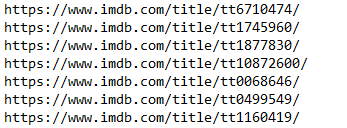 https://www.imdb.com/title/tt6710474/
https://www.imdb.com/title/tt1745960/
https://www.imdb.com/title/tt1877830/
https://www.imdb.com/title/tt10872600/
https://www.imdb.com/title/tt0068646/
https://www.imdb.com/title/tt0499549/
https://www.imdb.com/title/tt1160419/